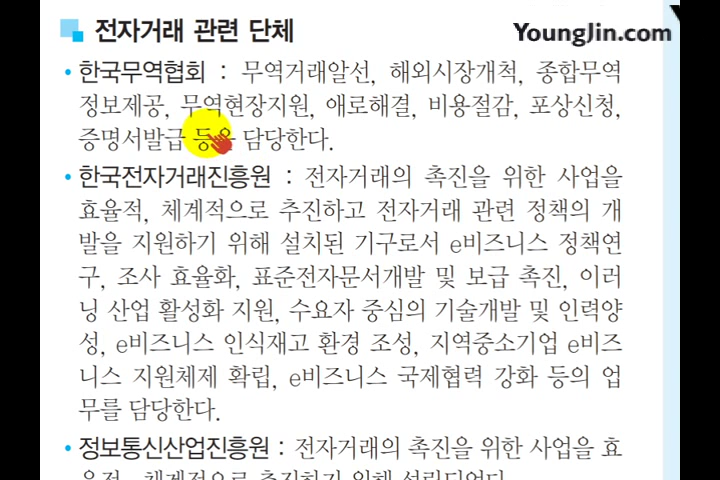 전자거래 관련 단체
YoungJin.com
• 한국무역협회 : 무역거래알선, 해외시장개척, 종합무역
정보제공, 무역현장지원, 애로해결, 비용절감, 포상신청,
증명서발급 등을 담당한다.
• 한국전자거래진흥원 : 전자거래의 촉진을 위한 사업을
효율적, 체계적으로 추진하고 전자거래 관련 정책의 개
발을 지원하기 위해 설치된 기구로서 e비즈니스 정책연
구, 조사 효율화, 표준전자문서개발 및 보급 촉진, 이러
닝 산업 활성화 지원, 수요자 중심의 기술개발 및 인력양
성, e비즈니스 인식재고 환경 조성, 지역중소기업 e비즈
니스 지원체제 확립, e비즈니스 국제협력 강화 등의 업
무를 담당한다.
• 정보통신산업진흥원 : 전자거래의 촉진을 위한 사업을 효